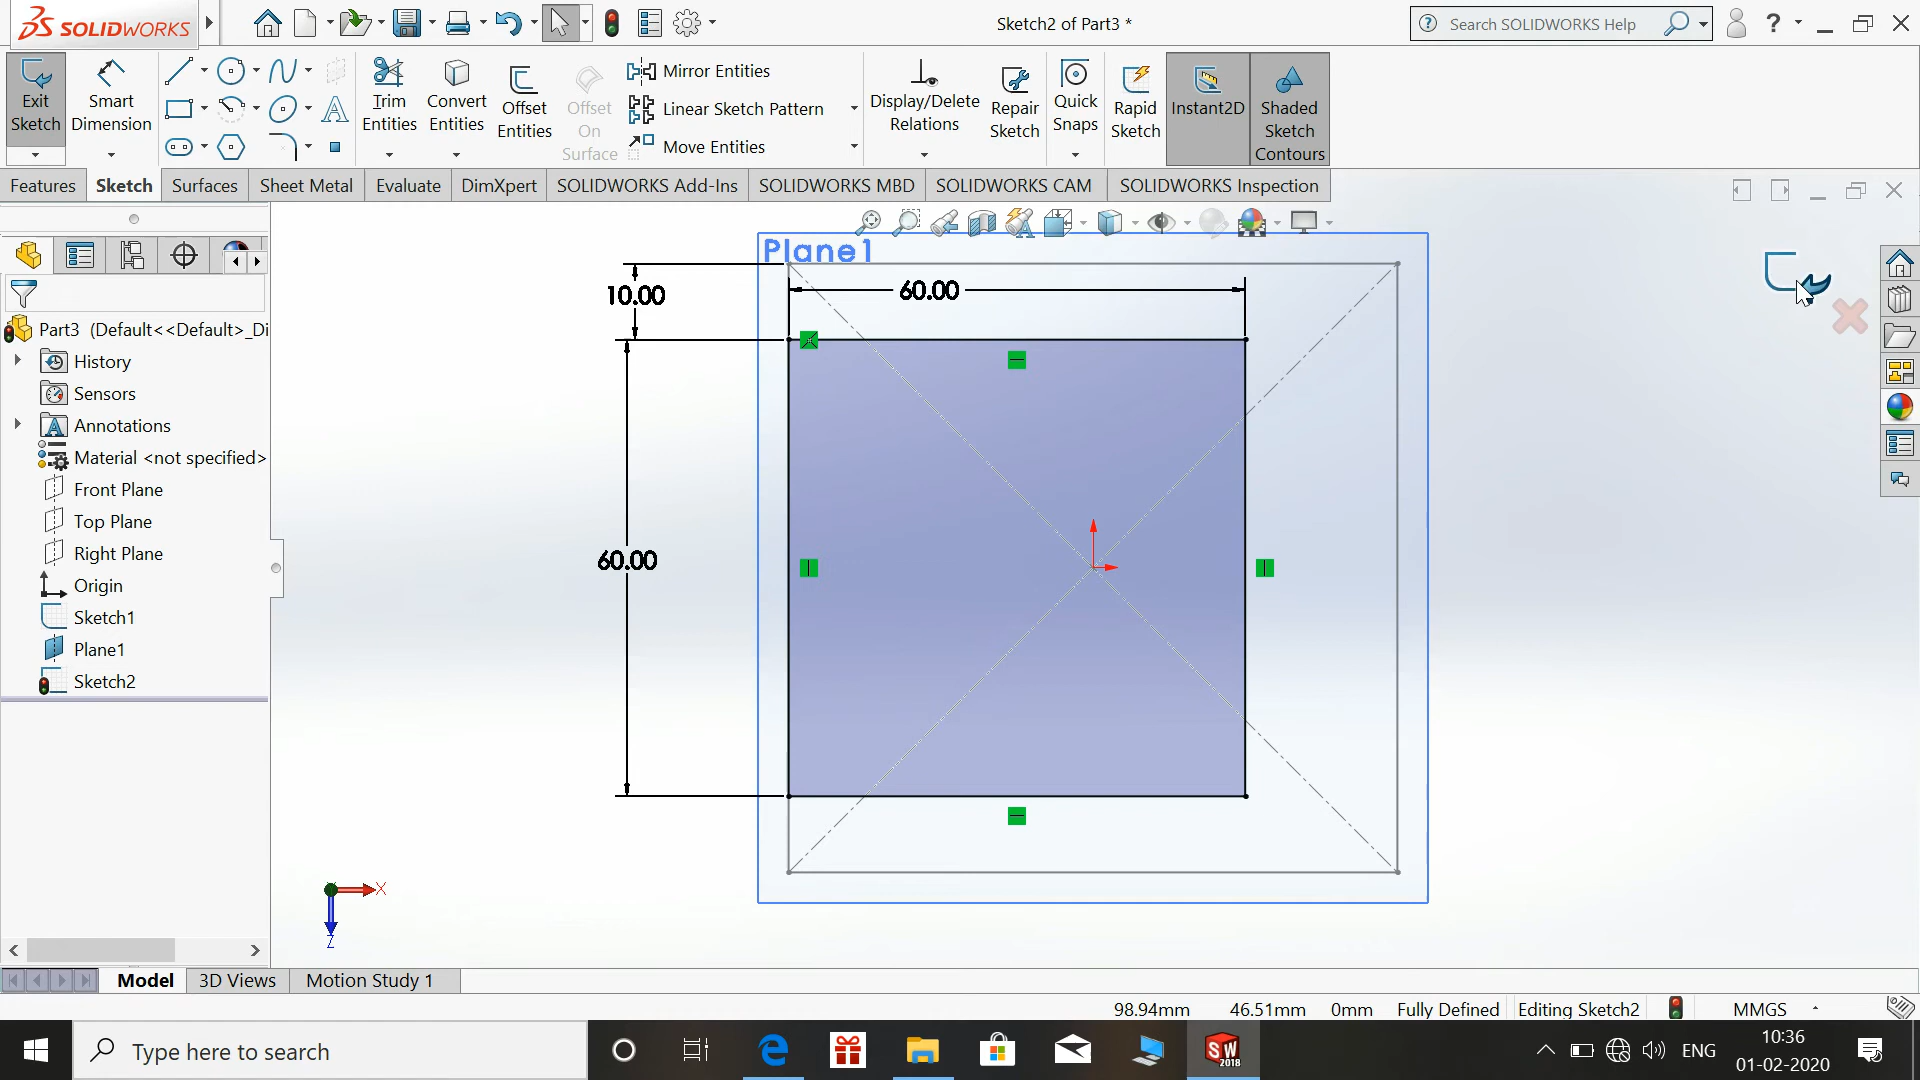 SOLIDWORKS
Sketch2 of Part3 *
Search SOLIDWORKS Help
?
Exit Sketch
Smart Dimension
Trim Entities
Convert Entities
Offset Entities
Offset On Surface
Mirror Entities
Linear Sketch Pattern
Move Entities
Display/Delete Relations
Repair Sketch
Quick Snaps
Rapid Sketch
Instant2D
Shaded Sketch Contours
Features
Sketch
Surfaces
Sheet Metal
Evaluate
DimXpert
SOLIDWORKS Add-Ins
SOLIDWORKS MBD
SOLIDWORKS CAM
SOLIDWORKS Inspection
Part3 (Default<<Default>_Di
History
Sensors
Annotations
Material <not specified>
Front Plane
Top Plane
Right Plane
Origin
Sketch1
Plane1
Sketch2
Plane1
10.00
60.00
60.00
X
Z
Model
3D Views
Motion Study 1
98.94mm
46.51mm
0mm
Fully Defined
Editing Sketch2
MMGS
Type here to search
SW
2018
ENG
10:36
01-02-2020